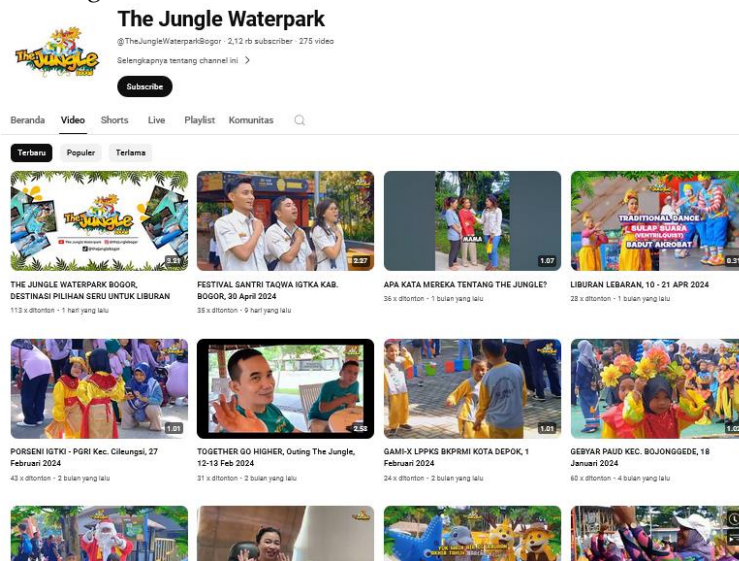 The Jungle Waterpark
@TheJungleWaterparkBogor · 2,12 rb subscriber · 275 video
Selengkapnya tentang channel ini
Subscribe
Beranda Video Shorts Live Playlist Komunitas
Terbaru Populer Terlama
The JUNGLE
3.21
2:27
MAMA
1.07
TRADITIONAL DANCE
SULAP SUARA
(VENTRILOQUIST)
BADUT AKROBAT
0.31
THE JUNGLE WATERPARK BOGOR,
DESTINASI PILIHAN SERU UNTUK LIBURAN
113 x ditonton · 1 hari yang lalu
FESTIVAL SANTRI TAQWA IGTKA KAB.
BOGOR, 30 April 2024
35 x ditonton · 9 hari yang lalu
APA KATA MEREKA TENTANG THE JUNGLE?
36 x ditonton · 1 bulan yang lalu
LIBURAN LEBARAN, 10 - 21 APR 2024
28 x ditonton · 1 bulan yang lalu
1.01
2.58
1.01
1.02
PORSENI IGTKI - PGRI Kec. Cileungsi, 27
Februari 2024
43 x ditonton · 2 bulan yang lalu
TOGETHER GO HIGHER, Outing The Jungle,
12-13 Feb 2024
31 x ditonton · 2 bulan yang lalu
GAMI-X LPPKS BKPRMI KOTA DEPOK, 1
Februari 2024
24 x ditonton · 2 bulan yang lalu
GEBYAR PAUD KEC. BOJONGGEDE, 18
Januari 2024
60 x ditonton · 4 bulan yang lalu